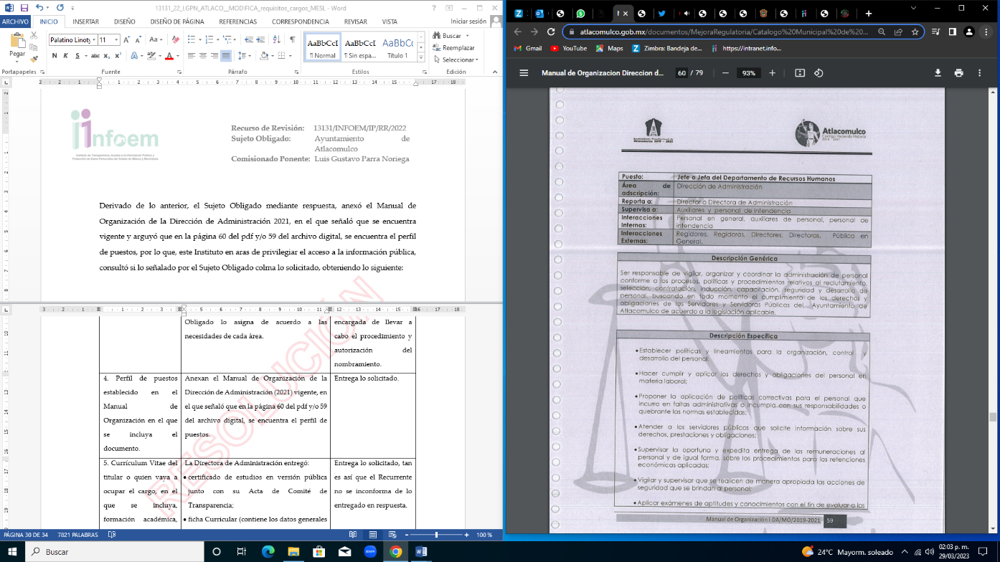 13131_22_LGPN_ATLACO__MODIFICA_requisitos_cargos_MESL - Word
ARCHIVO INICIO INSERTAR DISEÑO DISEÑO DE PÁGINA REFERENCIAS CORRESPONDENCIA REVISAR VISTA Iniciar sesión
Pegar
Palatino Linoty 11
N K S abc
AaBbCcI AaBbCcI AaBbCc
¶ Normal ¶ Sin espa... Título 1
Buscar
Reemplazar
Seleccionar
Portapapeles Fuente Párrafo Estilos Edición
Infoem
Instituto de Transparencia, Acceso a la Información Pública y
Protección de Datos Personales del Estado de México y Municipios
Recurso de Revisión: 13131/INFOEM/IP/RR/2022
Sujeto Obligado: Ayuntamiento de
Atlacomulco
Comisionado Ponente: Luis Gustavo Parra Noriega
Derivado de lo anterior, el Sujeto Obligado mediante respuesta, anexó el Manual de
Organización de la Dirección de Administración 2021, en el que señaló que se encuentra
vigente y arguyó que en la página 60 del pdf y/o 59 del archivo digital, se encuentra el perfil
de puestos, por lo que, este Instituto en aras de privilegiar el acceso a la información pública,
consultó si lo señalado por el Sujeto Obligado colma lo solicitado, obteniendo lo siguiente:
RESOLUCIÓN
Obligado lo asigna de acuerdo a las
necesidades de cada área.
encargada de llevar a
cabo el procedimiento y
autorización del
nombramiento.
4. Perfil de puestos
establecido en el
Manual de
Organización en el que
se incluya el
documento.
Anexan el Manual de Organización de la
Dirección de Administración (2021) vigente, en
el que señaló que en la página 60 del pdf y/o 59
del archivo digital, se encuentra el perfil de
puestos.
Entrega lo solicitado.
5. Currículum Vitae del
titular o quien vaya a
ocupar el cargo, en el
que se incluya,
formación académica,
La Directora de Administración entregó:
• certificado de estudios en versión pública
junto con su Acta de Comité de
Transparencia;
• ficha Curricular (contiene los datos generales
Entrega lo solicitado, tan
es así que el Recurrente
no se inconforma de lo
entregado en respuesta.
PÁGINA 30 DE 34 7821 PALABRAS 100 %
atlacomulco.gob.mx/documentos/MejoraRegulatoria/Catalogo%20Municipal%20de%20...
Gmail YouTube Maps Zimbra: Bandeja de... https://intranet.info...
Manual de Organizacion Direccion d... 60 / 79 93%
Ayuntamiento Constitucional de
Atlacomulco 2019 - 2021
Atlacomulco
Contigo Haciendo Historia
2019 - 2021
Puesto: Jefe o Jefa del Departamento de Recursos Humanos
Área de adscripción: Dirección de Administración
Reporta a: Director o Directora de Administración
Supervisa a: Auxiliares y personal de intendencia
Interacciones Internas: Personal en general, auxiliares de personal, personal de
intendencia
Interacciones Externas: Regidores, Regidoras, Directores, Directoras, Público en
General.
Descripción Genérica
Ser responsable de vigilar, organizar y coordinar la administración de personal
conforme a los procesos, políticas y procedimientos relativos al reclutamiento,
selección, contratación, inducción, capacitación, seguridad y desarrollo de
personal, buscando en todo momento el cumplimiento de los derechos y
obligaciones de los Servidores y Servidoras Públicas del Ayuntamiento de
Atlacomulco de acuerdo a la legislación aplicable.
Descripción Específica
• Establecer políticas y lineamientos para la organización, control y
desarrollo del personal;
• Hacer cumplir y aplicar los derechos y obligaciones del personal en
materia laboral;
• Proponer la aplicación de políticas correctivas para el personal que
incurra en faltas administrativas o incumpla con sus responsabilidades o
quebrante las normas establecidas;
• Atender a los servidores públicos que solicite información sobre sus
derechos, prestaciones y obligaciones;
• Supervisar la oportuna y expedita entrega de las remuneraciones al
personal y de igual forma, sobre los procedimientos para las retenciones
económicas aplicadas;
• Vigilar y supervisar que se realicen de manera apropiada las acciones de
seguridad que se brindan al personal;
• Aplicar exámenes de aptitudes y conocimientos con el fin de evaluar a los
Manual de Organización | DA/MO/2019-2021 59
Buscar
24°C Mayorm. soleado
02:03 p. m.
29/03/2023